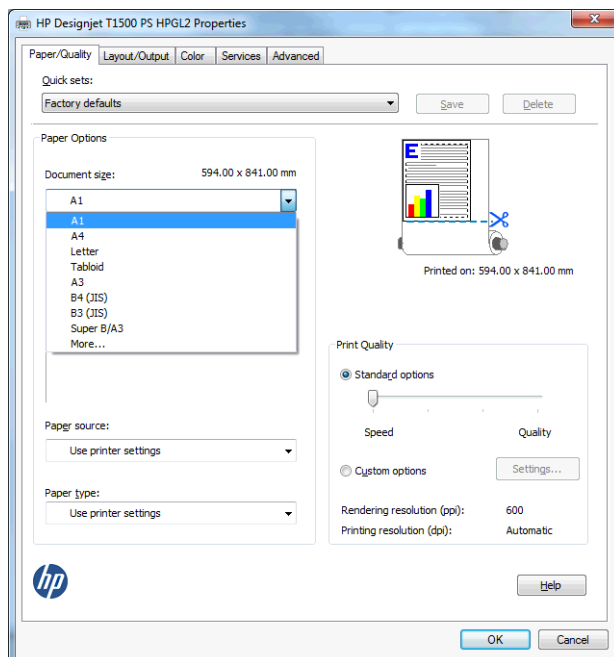 HP Designjet T1500 PS HPGL2 Properties
Paper/Quality Layout/Output Color Services Advanced
Quick sets:
Factory defaults Save Delete
Paper Options
Document size: 594.00 x 841.00 mm
A1
A1
A4
Letter
Tabloid
A3
B4 (JIS)
B3 (JIS)
Super B/A3
More...
Paper source:
Use printer settings
Paper type:
Use printer settings
E
Printed on: 594.00 x 841.00 mm
Print Quality
Standard options
Speed Quality
Custom options Settings...
Rendering resolution (ppi): 600
Printing resolution (dpi): Automatic
hp
Help
OK Cancel